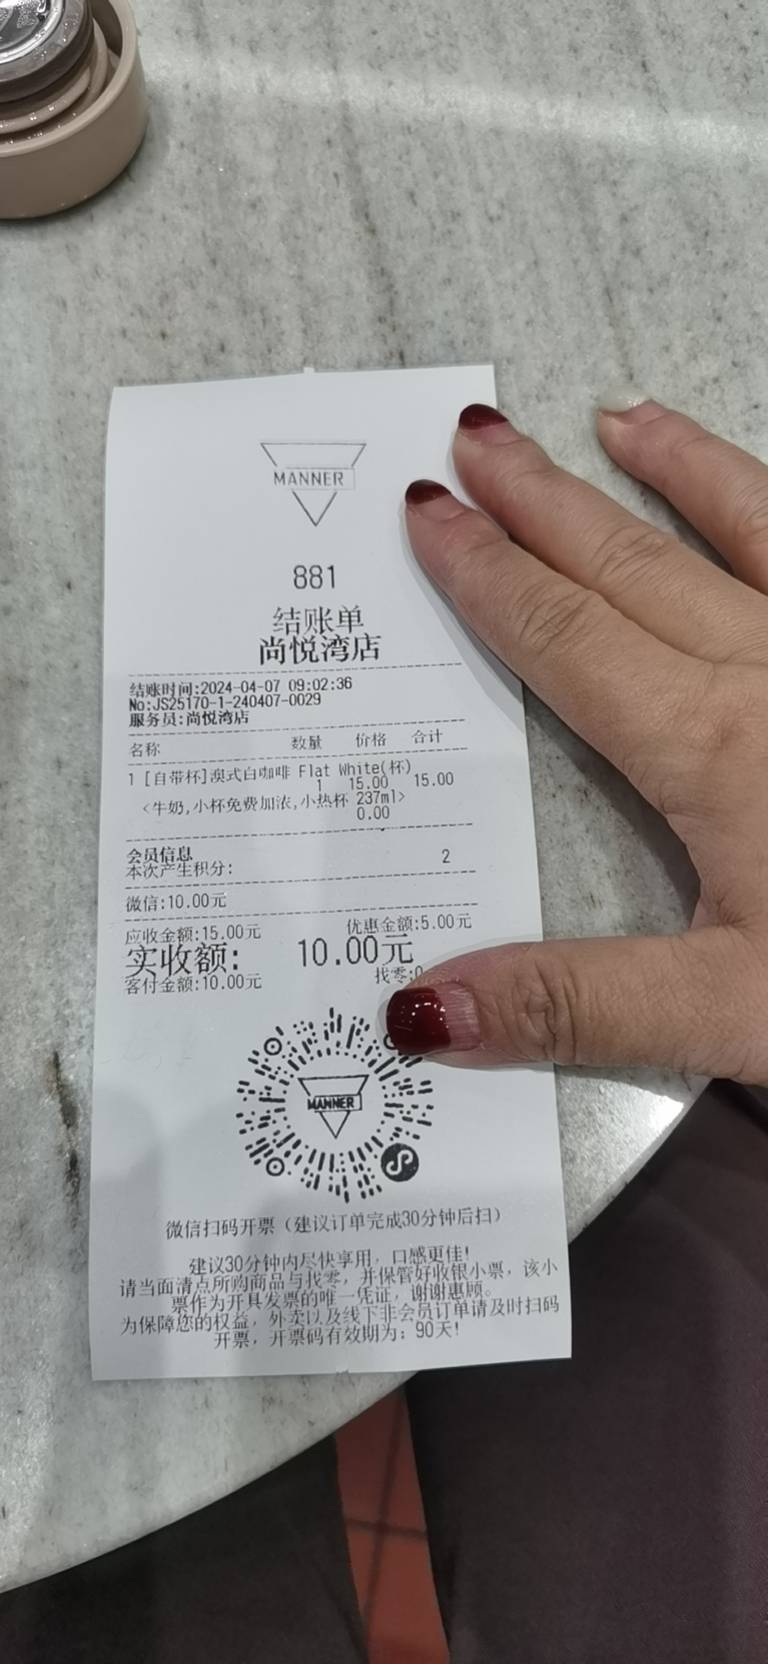 MANNER
881
结账单
尚悦湾店
结账时间:2024-04-07 09:02:36
No:JS25170-1-240407-0029
服务员:尚悦湾店
名称 数量 价格 合计
1 [自带杯]澳式白咖啡 Flat White(杯)
1 15.00 15.00
<牛奶,小杯免费加浓,小热杯 237ml>
0.00
会员信息
本次产生积分: 2
微信:10.00元
应收金额:15.00元 优惠金额:5.00元
实收额: 10.00元
客付金额:10.00元 找零:0
MANNER
微信扫码开票（建议订单完成30分钟后扫）
建议30分钟内尽快享用，口感更佳!
请当面清点所购商品与找零，并保管好收银小票，该小
票作为开具发票的唯一凭证，谢谢惠顾。
为保障您的权益，外卖以及线下非会员订单请及时扫码
开票，开票码有效期为：90天!